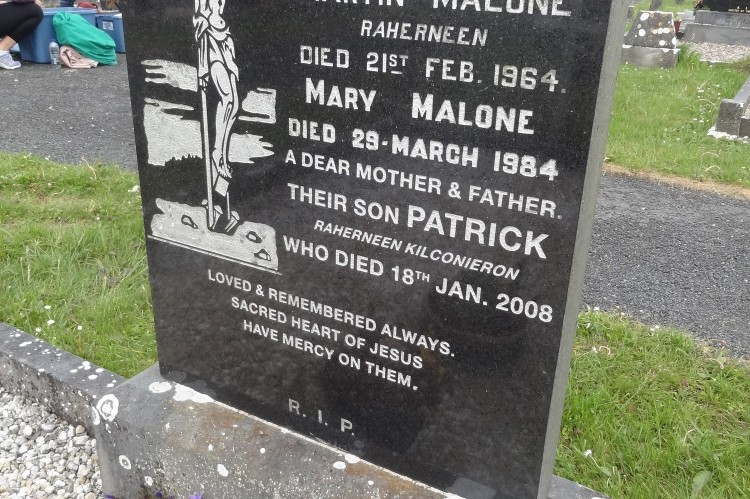 MARTIN MALONE
RAHERNEEN
DIED 21ST FEB. 1964.
MARY MALONE
DIED 29-MARCH 1984
A DEAR MOTHER & FATHER.
THEIR SON PATRICK
RAHERNEEN KILCONIERON
WHO DIED 18TH JAN. 2008
LOVED & REMEMBERED ALWAYS.
SACRED HEART OF JESUS
HAVE MERCY ON THEM.
R.I.P.